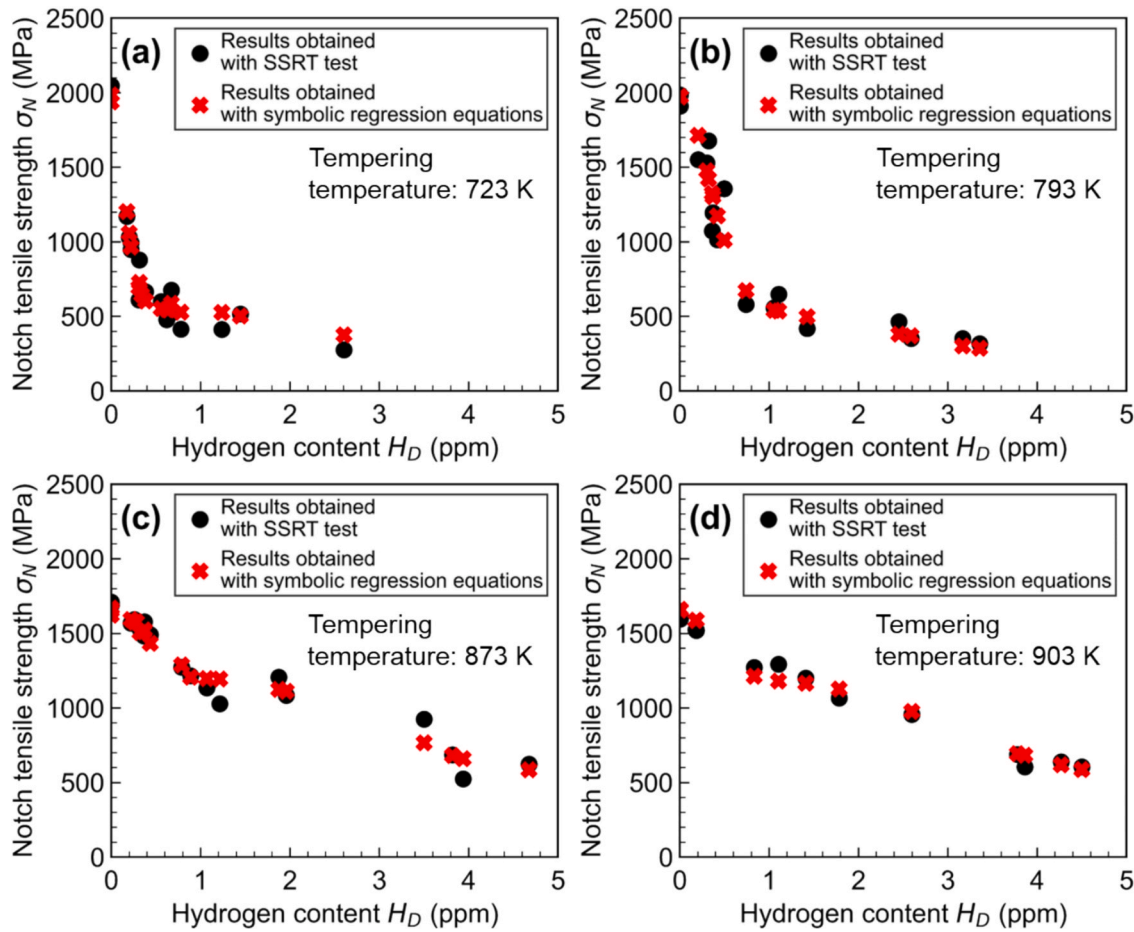 (a)
Results obtained
with SSRT test
Results obtained
with symbolic regression equations
Tempering
temperature: 723 K
Notch tensile strength σN (MPa)
2500
2000
1500
1000
500
0
0 1 2 3 4 5
Hydrogen content HD (ppm)
(b)
Results obtained
with SSRT test
Results obtained
with symbolic regression equations
Tempering
temperature: 793 K
Notch tensile strength σN (MPa)
2500
2000
1500
1000
500
0
0 1 2 3 4 5
Hydrogen content HD (ppm)
(c)
Results obtained
with SSRT test
Results obtained
with symbolic regression equations
Tempering
temperature: 873 K
Notch tensile strength σN (MPa)
2500
2000
1500
1000
500
0
0 1 2 3 4 5
Hydrogen content HD (ppm)
(d)
Results obtained
with SSRT test
Results obtained
with symbolic regression equations
Tempering
temperature: 903 K
Notch tensile strength σN (MPa)
2500
2000
1500
1000
500
0
0 1 2 3 4 5
Hydrogen content HD (ppm)